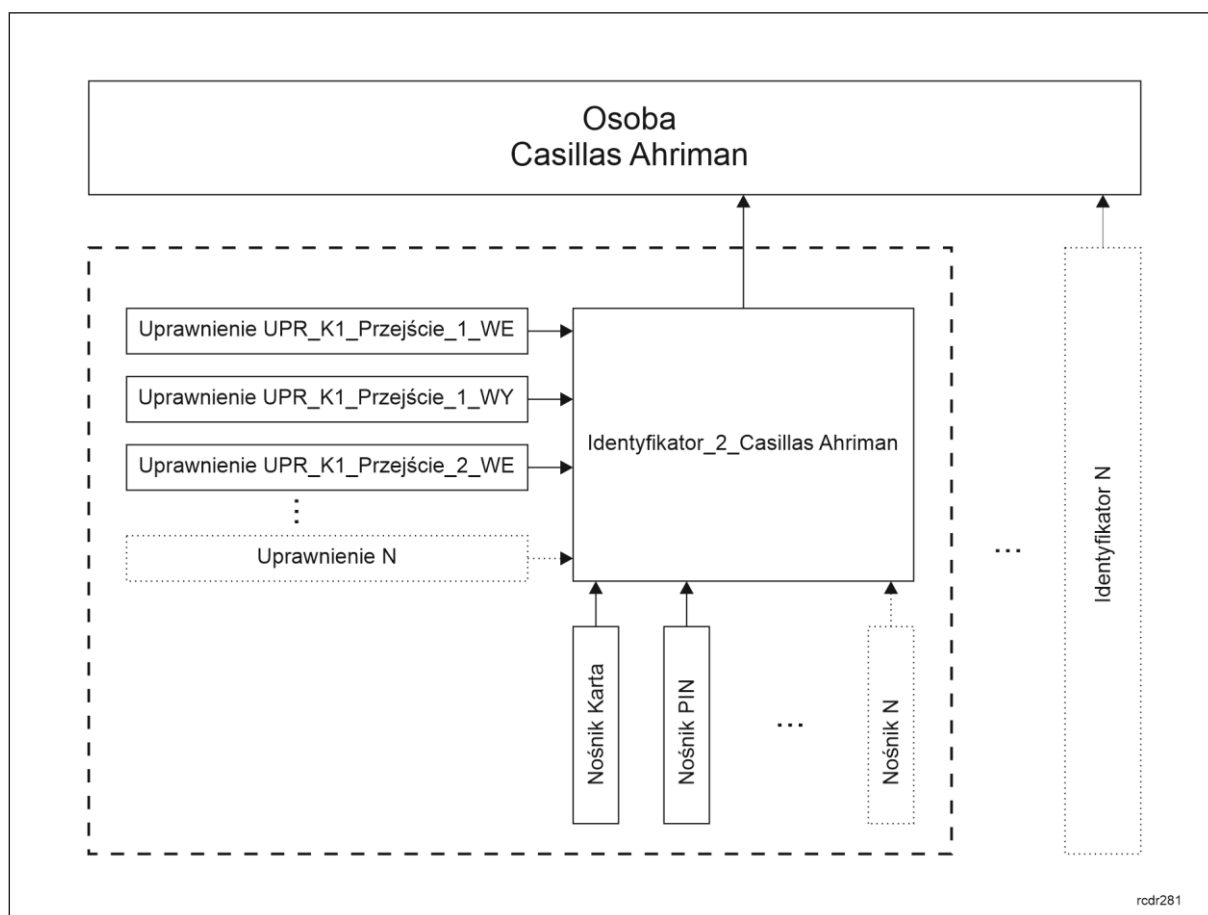 Osoba
Casillas Ahriman
Uprawnienie UPR_K1_Przejście_1_WE
Uprawnienie UPR_K1_Przejście_1_WY
Uprawnienie UPR_K1_Przejście_2_WE
⋮
Uprawnienie N
Identyfikator_2_Casillas Ahriman
Nośnik Karta
Nośnik PIN
...
Nośnik N
...
Identyfikator N
rcdr281